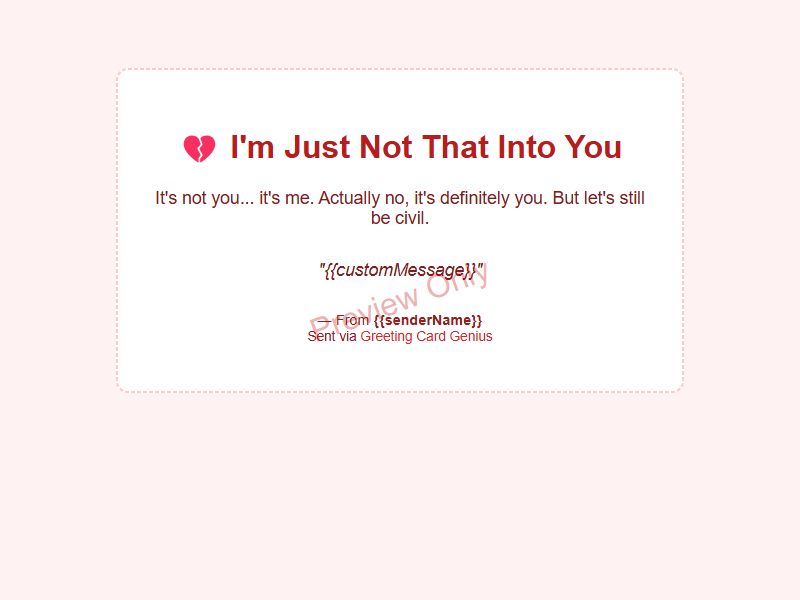 💔 I'm Just Not That Into You
It's not you... it's me. Actually no, it's definitely you. But let's still
be civil.
"{{customMessage}}"
Preview Only
— From {{senderName}}
Sent via Greeting Card Genius